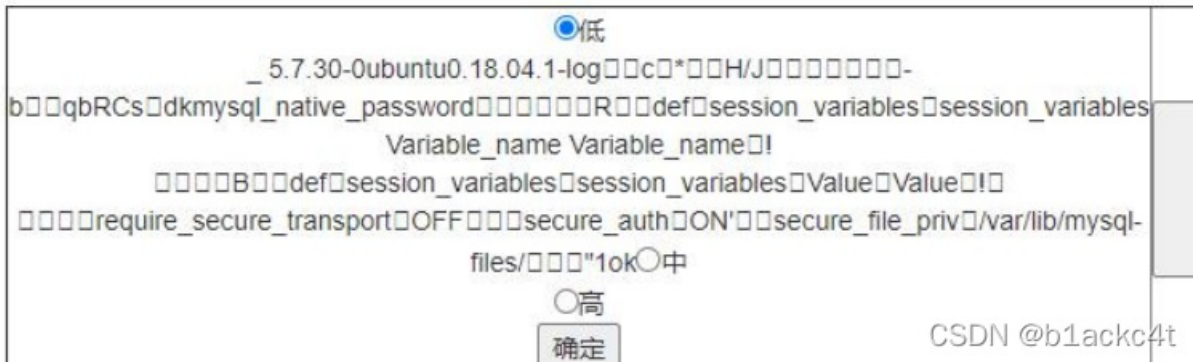 低
_ 5.7.30-0ubuntu0.18.04.1-log□□c□*□□H/J□□□□□□□□-
b□□qbRCs□dkmysql_native_password□□□□□□R□□def□session_variables□session_variables
Variable_name Variable_name□!
□□□□B□□def□session_variables□session_variables□Value□Value□!□
□□□□require_secure_transport□OFF□□□secure_auth□ON'□□secure_file_priv□/var/lib/mysql-
files/□□□"1ok○中
高
确定
CSDN @b1ackc4t